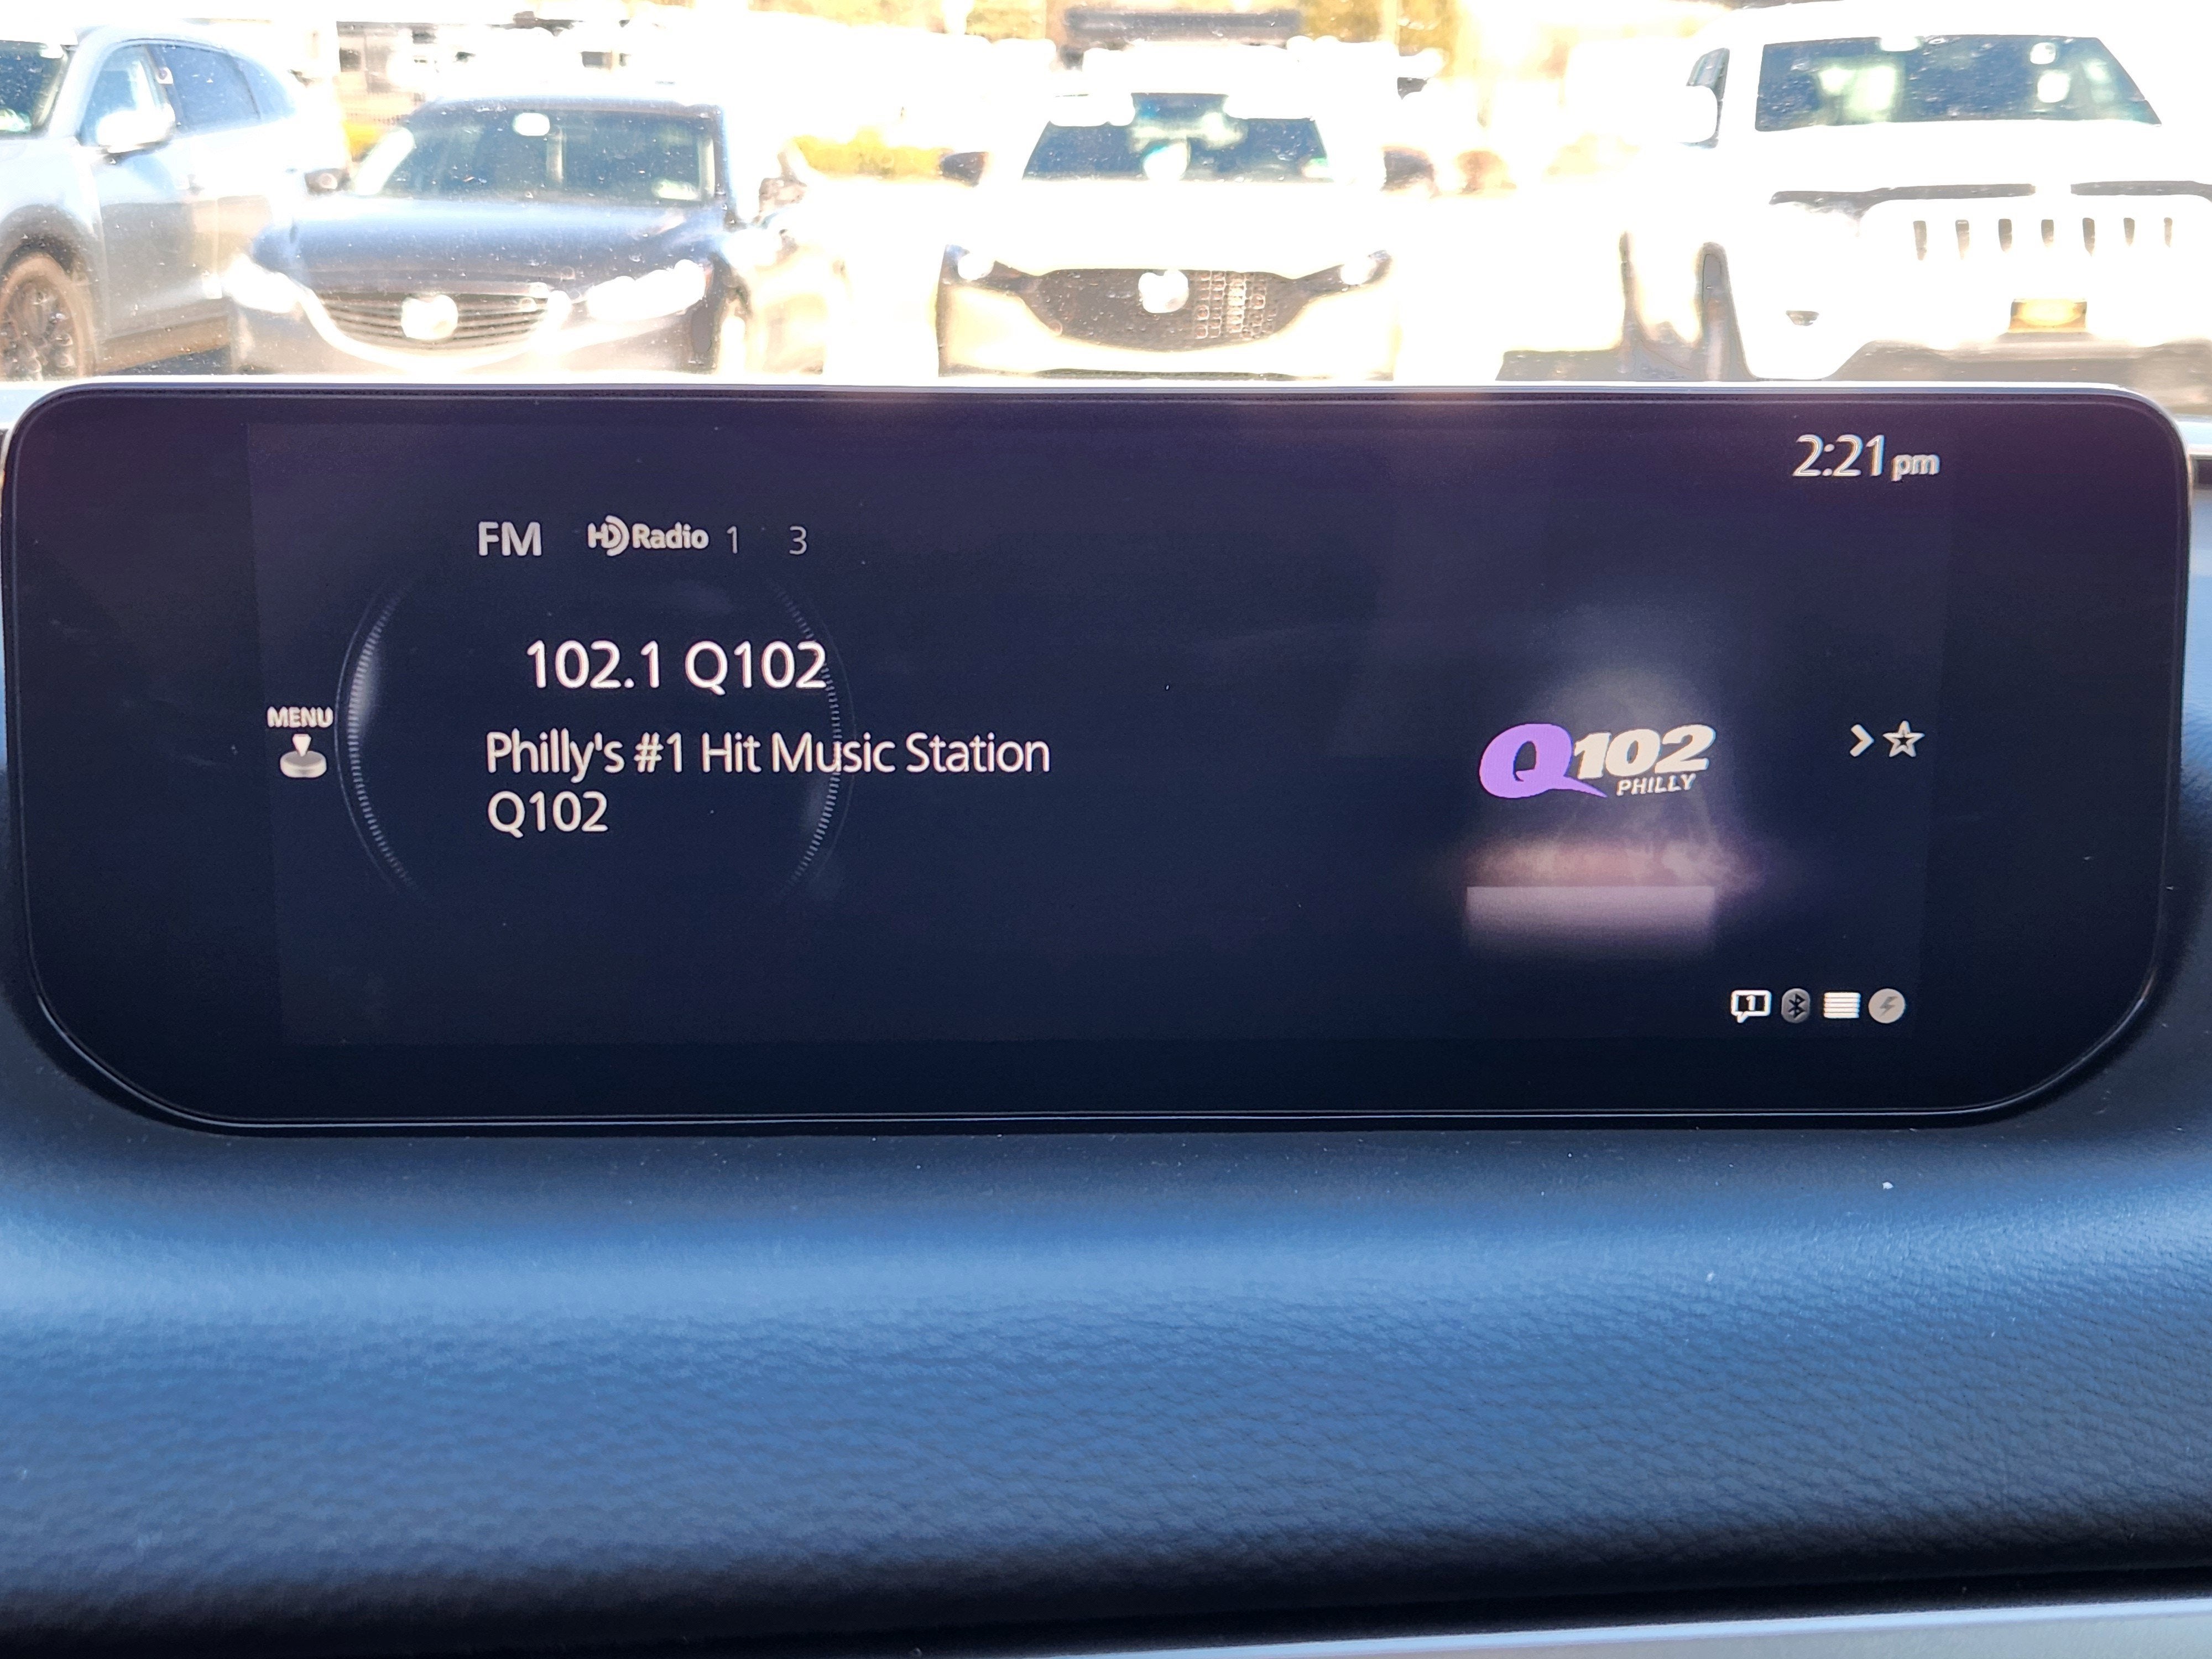 2:21 pm
FM HD Radio 1 3
102.1 Q102
MENU
Philly's #1 Hit Music Station
Q102
Q102
PHILLY
1